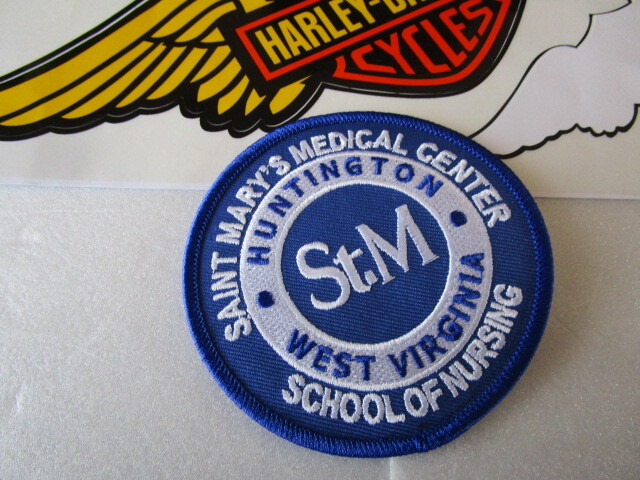 HARLEY-DA
CYCLES
SAINT MARY'S MEDICAL CENTER
HUNTINGTON
St.M
WEST VIRGINIA
SCHOOL OF NURSING